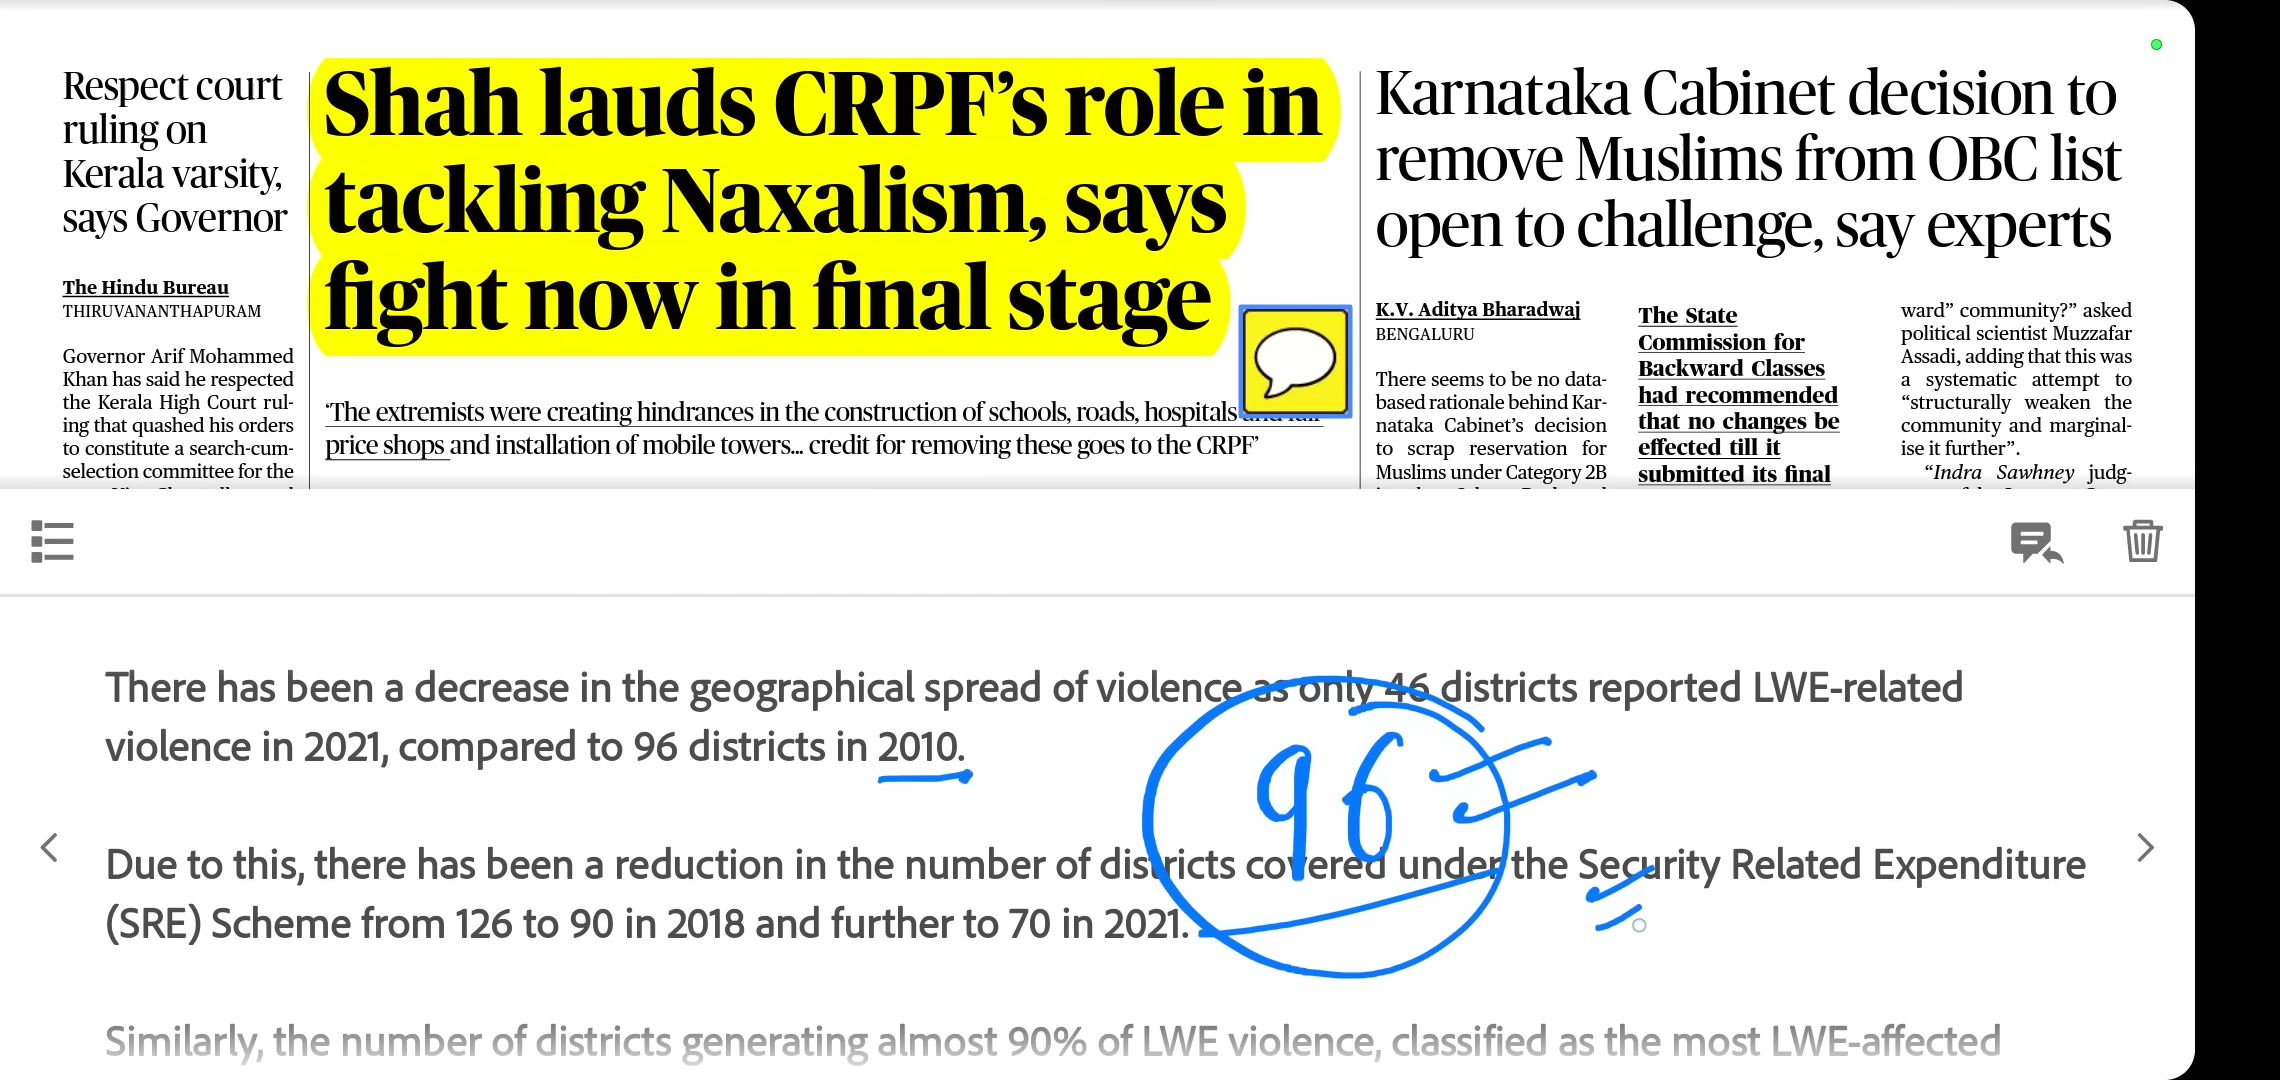 Respect court
ruling on
Kerala varsity,
says Governor
The Hindu Bureau
THIRUVANANTHAPURAM
Governor Arif Mohammed
Khan has said he respected
the Kerala High Court rul-
ing that quashed his orders
to constitute a search-cum-
selection committee for the
Shah lauds CRPF’s role in
tackling Naxalism, says
fight now in final stage
‘The extremists were creating hindrances in the construction of schools, roads, hospitals and fair
price shops and installation of mobile towers... credit for removing these goes to the CRPF’
Karnataka Cabinet decision to
remove Muslims from OBC list
open to challenge, say experts
K.V. Aditya Bharadwaj
BENGALURU
There seems to be no data-
based rationale behind Kar-
nataka Cabinet’s decision
to scrap reservation for
Muslims under Category 2B
The State
Commission for
Backward Classes
had recommended
that no changes be
effected till it
submitted its final
ward” community?” asked
political scientist Muzzafar
Assadi, adding that this was
a systematic attempt to
“structurally weaken the
community and marginal-
ise it further”.
“Indra Sawhney judg-
There has been a decrease in the geographical spread of violence as only 46 districts reported LWE-related
violence in 2021, compared to 96 districts in 2010.
96
Due to this, there has been a reduction in the number of districts covered under the Security Related Expenditure
(SRE) Scheme from 126 to 90 in 2018 and further to 70 in 2021.
Similarly, the number of districts generating almost 90% of LWE violence, classified as the most LWE-affected